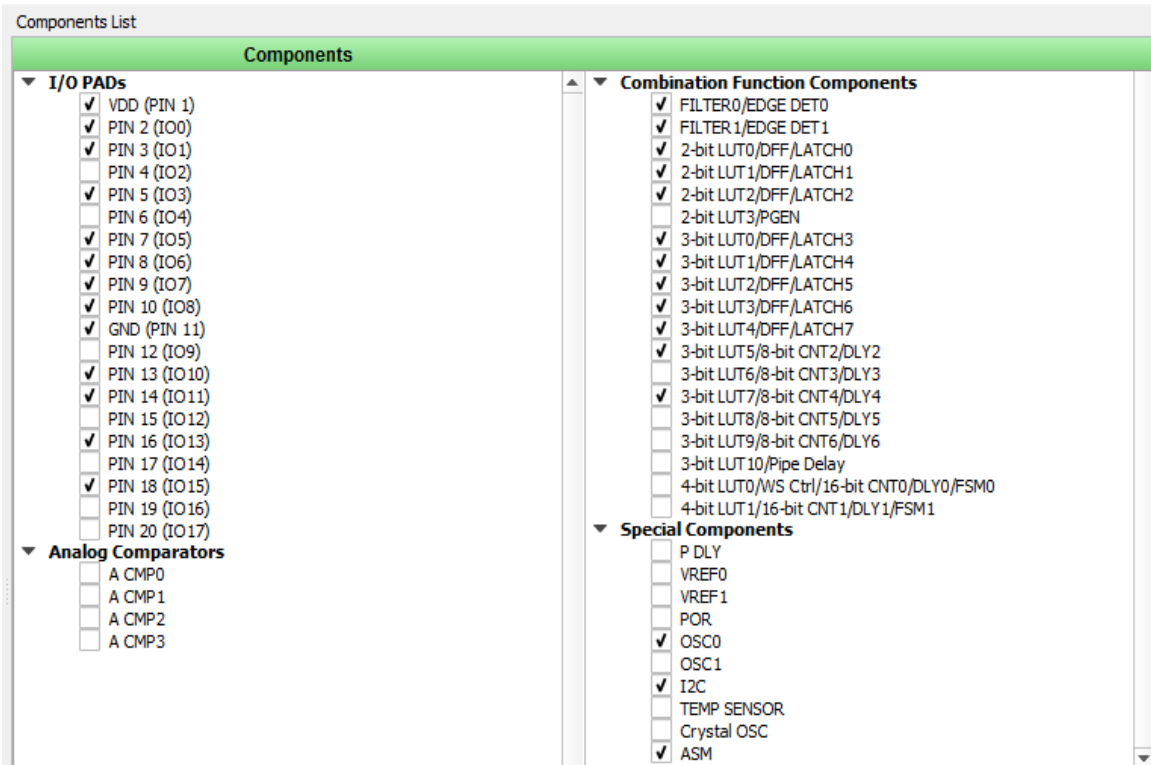 Components List
Components
I/O PADs
VDD (PIN 1)
PIN 2 (IO0)
PIN 3 (IO1)
PIN 4 (IO2)
PIN 5 (IO3)
PIN 6 (IO4)
PIN 7 (IO5)
PIN 8 (IO6)
PIN 9 (IO7)
PIN 10 (IO8)
GND (PIN 11)
PIN 12 (IO9)
PIN 13 (IO10)
PIN 14 (IO11)
PIN 15 (IO12)
PIN 16 (IO13)
PIN 17 (IO14)
PIN 18 (IO15)
PIN 19 (IO16)
PIN 20 (IO17)
Analog Comparators
A CMP0
A CMP1
A CMP2
A CMP3
Combination Function Components
FILTER0/EDGE DET0
FILTER1/EDGE DET1
2-bit LUT0/DFF/LATCH0
2-bit LUT1/DFF/LATCH1
2-bit LUT2/DFF/LATCH2
2-bit LUT3/PGEN
3-bit LUT0/DFF/LATCH3
3-bit LUT1/DFF/LATCH4
3-bit LUT2/DFF/LATCH5
3-bit LUT3/DFF/LATCH6
3-bit LUT4/DFF/LATCH7
3-bit LUT5/8-bit CNT2/DLY2
3-bit LUT6/8-bit CNT3/DLY3
3-bit LUT7/8-bit CNT4/DLY4
3-bit LUT8/8-bit CNT5/DLY5
3-bit LUT9/8-bit CNT6/DLY6
3-bit LUT10/Pipe Delay
4-bit LUT0/WS Ctrl/16-bit CNT0/DLY0/FSM0
4-bit LUT1/16-bit CNT1/DLY1/FSM1
Special Components
P DLY
VREF0
VREF1
POR
OSC0
OSC1
I2C
TEMP SENSOR
Crystal OSC
ASM